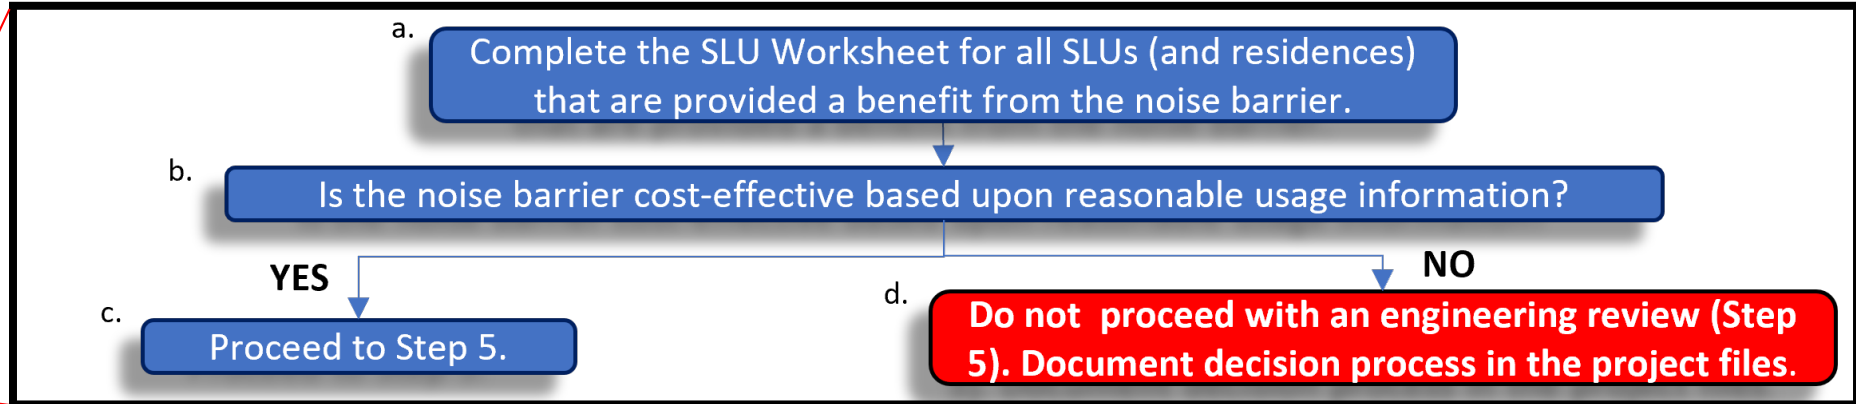 a.
Complete the SLU Worksheet for all SLUs (and residences)
that are provided a benefit from the noise barrier.
b.
Is the noise barrier cost-effective based upon reasonable usage information?
YES
NO
c.
Proceed to Step 5.
d.
Do not  proceed with an engineering review (Step
5). Document decision process in the project files.